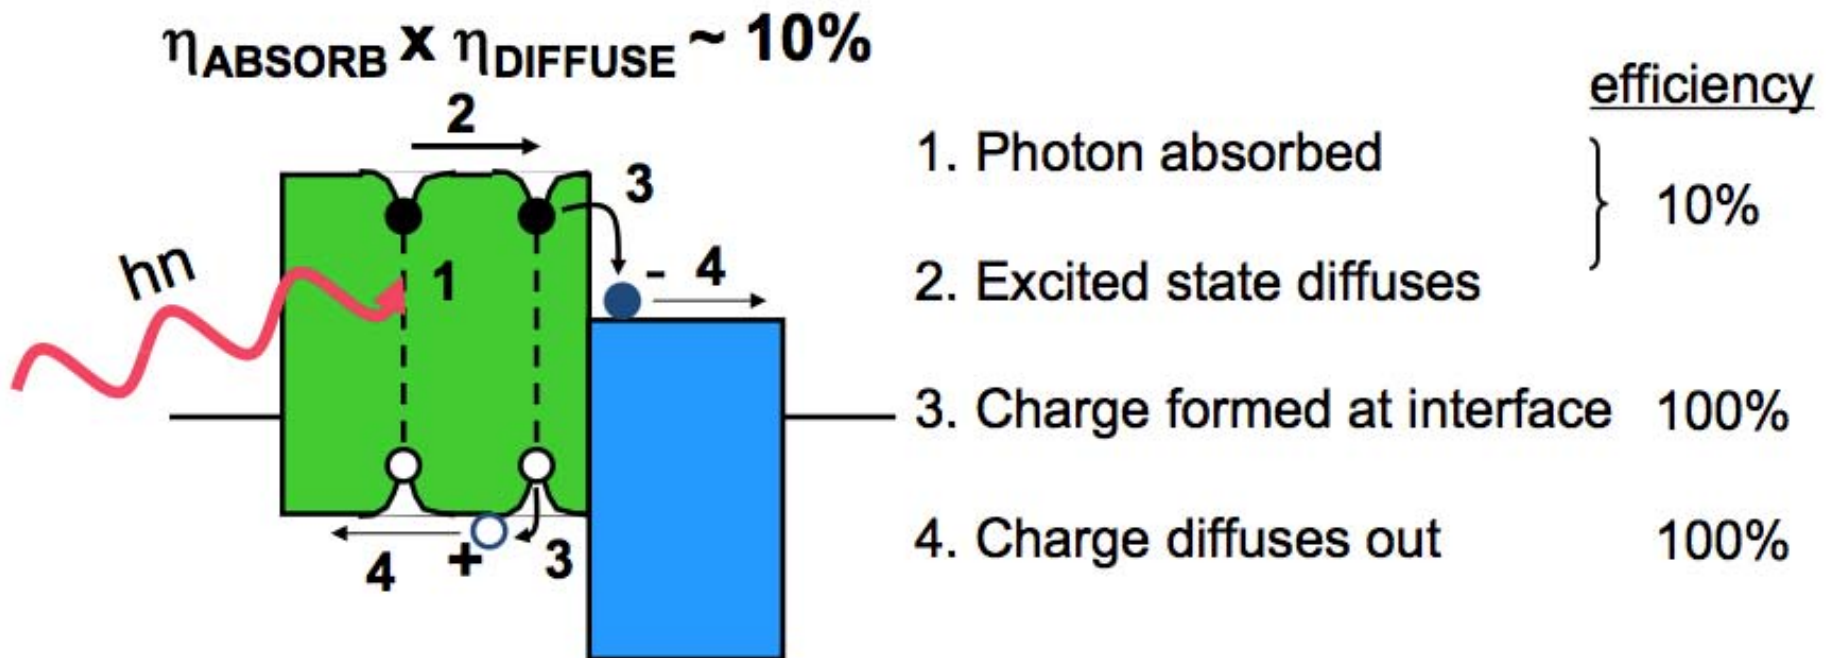 ηABSORB x ηDIFFUSE ~ 10%
efficiency
1. Photon absorbed
10%
2. Excited state diffuses
3. Charge formed at interface 100%
4. Charge diffuses out 100%
2
3
hn
1
- 4
4 + 3